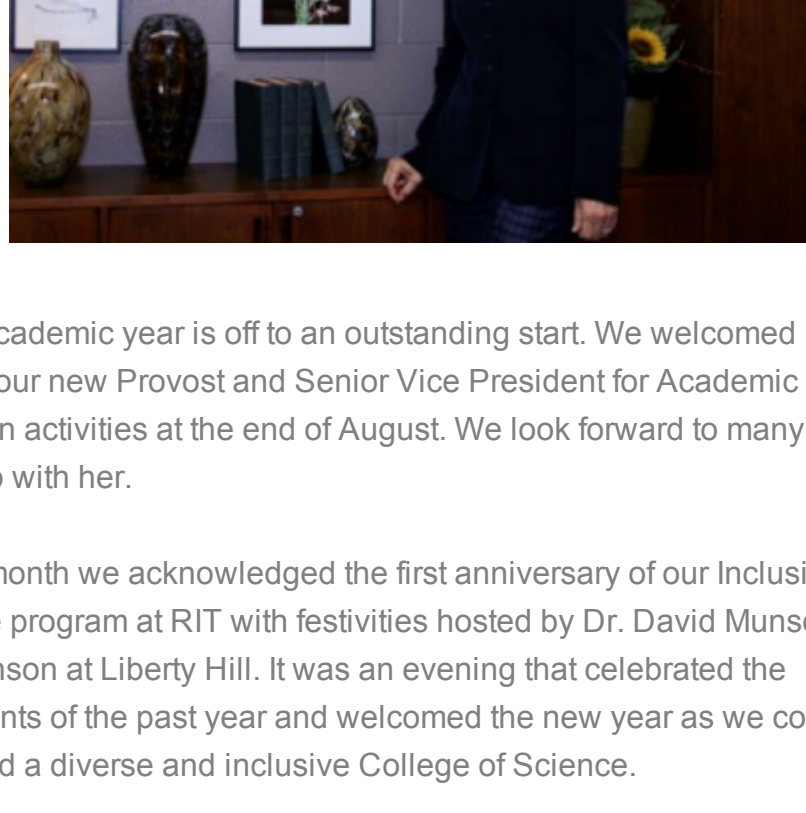 cademic year is off to an outstanding start. We welcomed
our new Provost and Senior Vice President for Academic
n activities at the end of August. We look forward to many
with her.
month we acknowledged the first anniversary of our Inclusi
program at RIT with festivities hosted by Dr. David Munso
nson at Liberty Hill. It was an evening that celebrated the
nts of the past year and welcomed the new year as we co
d a diverse and inclusive College of Science.